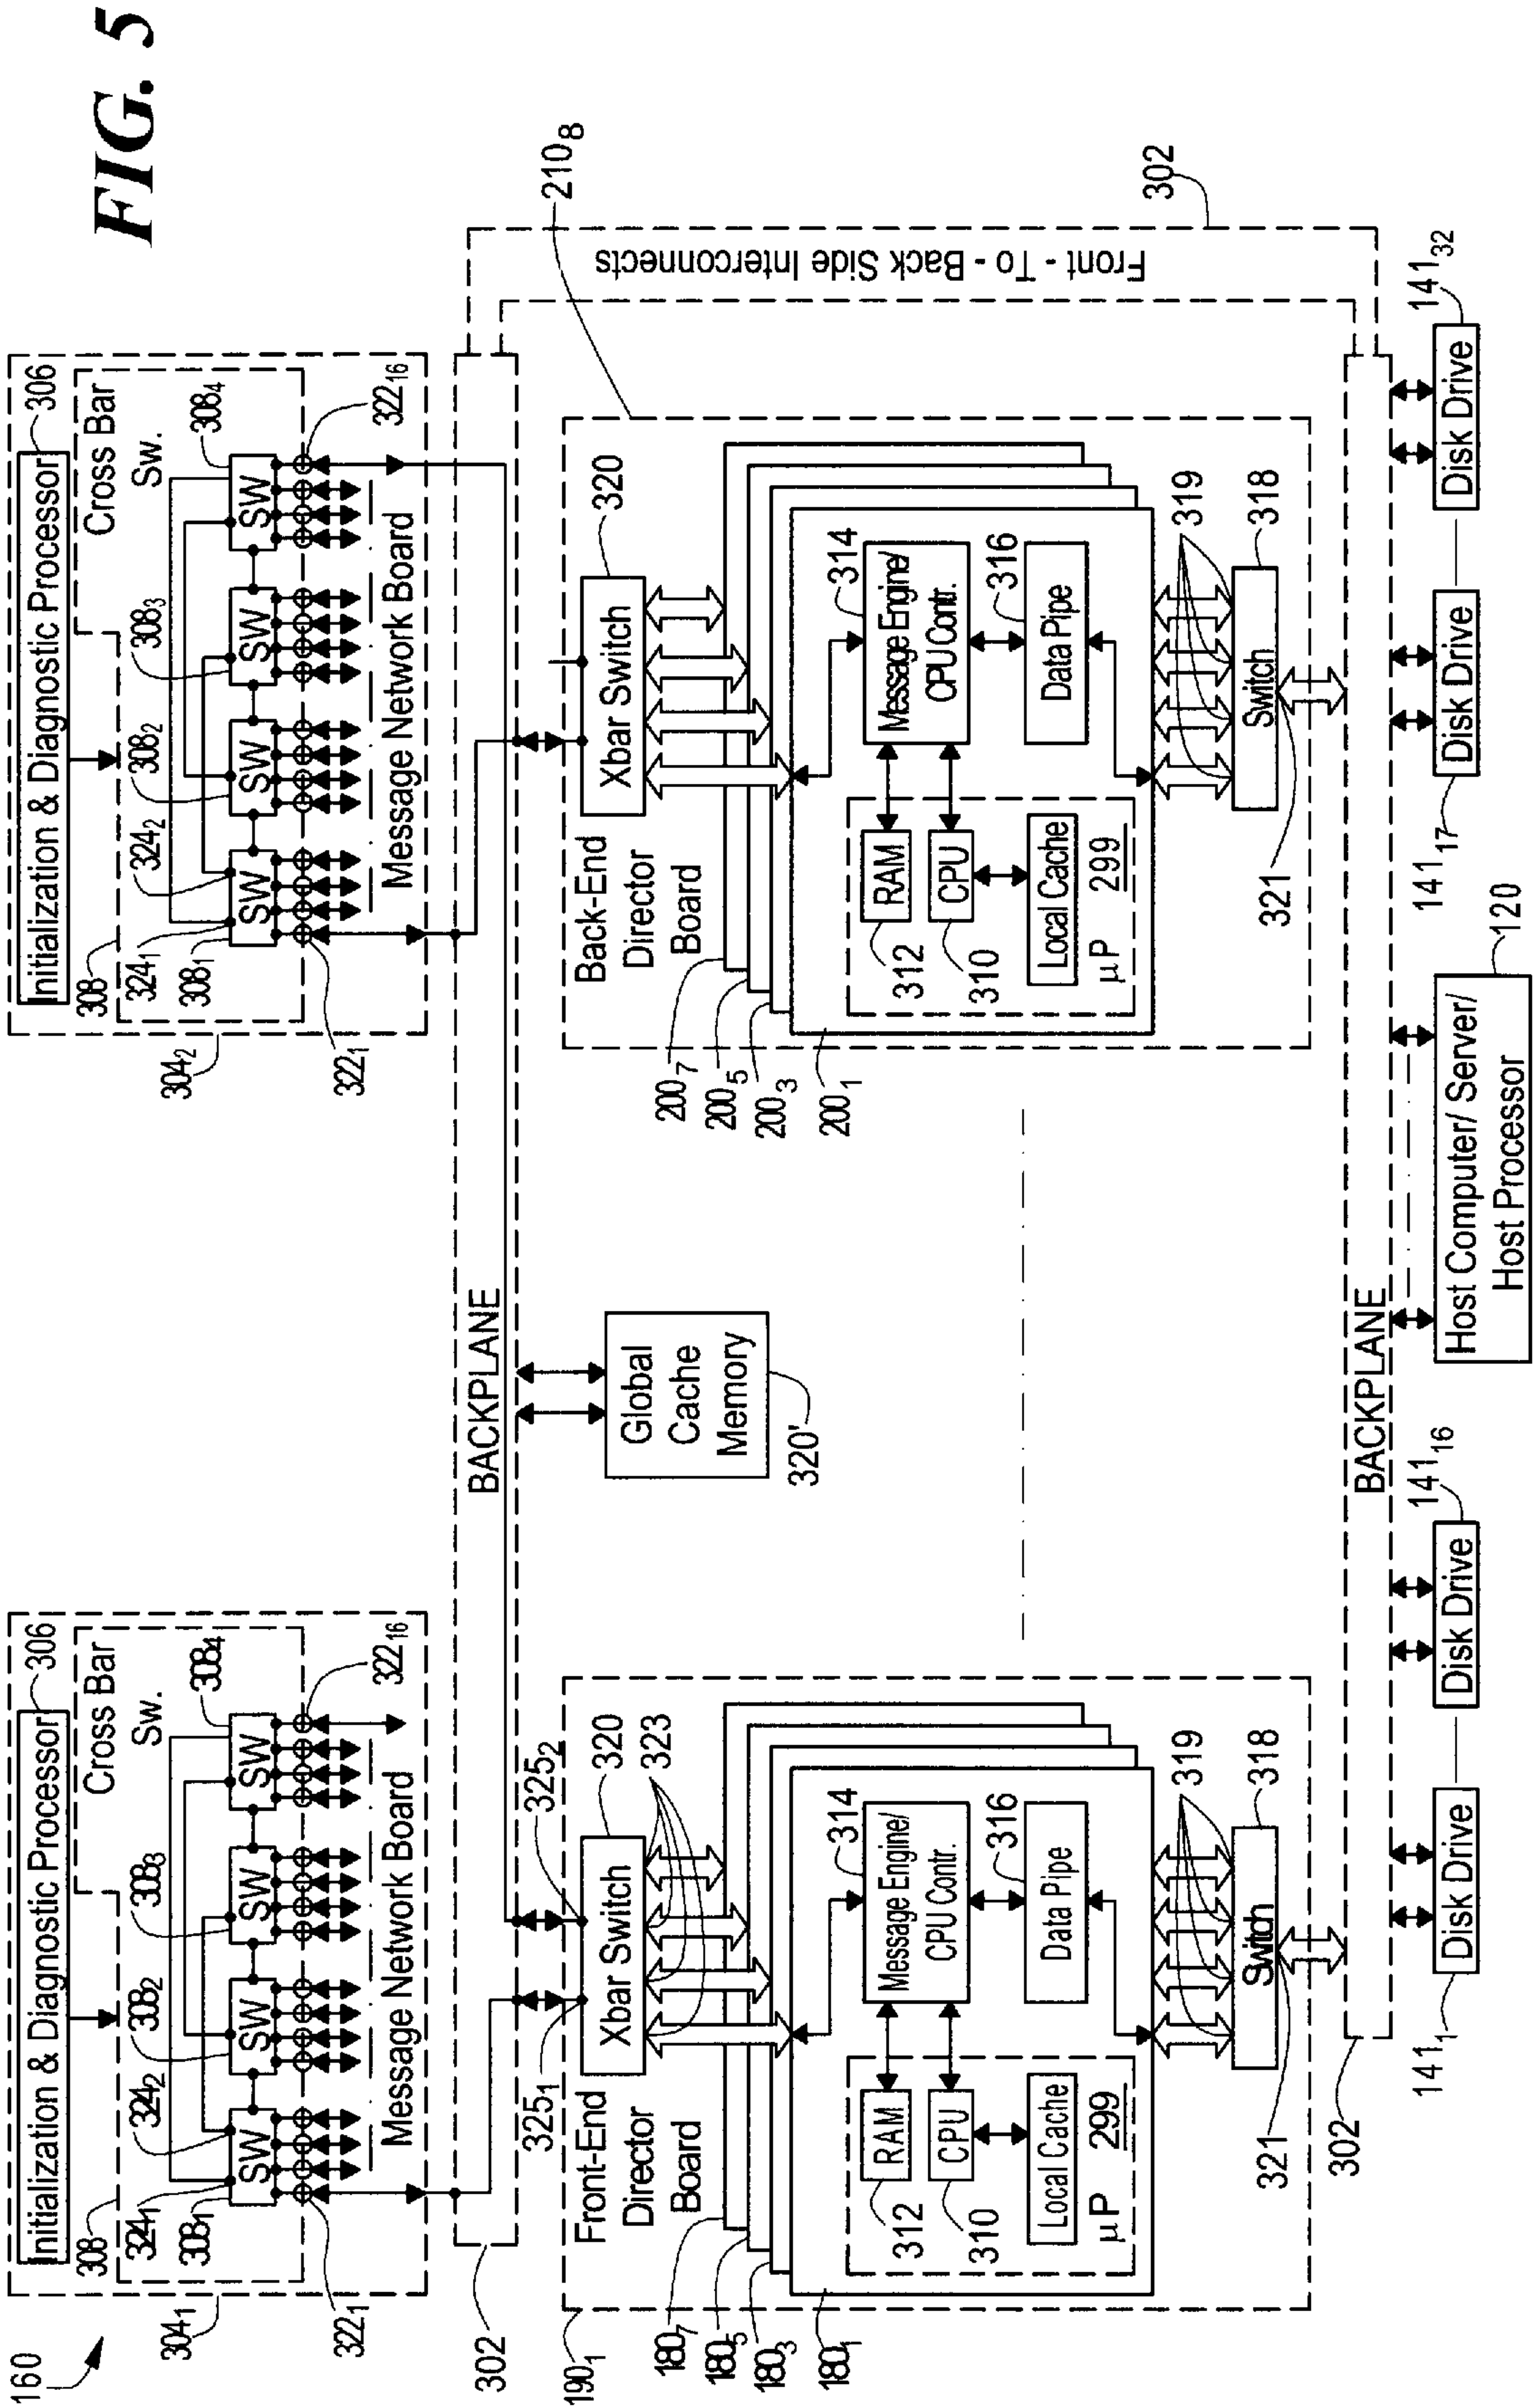 FIG. 5
160
304₁
Initialization & Diagnostic Processor
306
308
Cross Bar
Sw.
324₁
324₂
308₁
308₂
308₃
308₄
SW
SW
SW
SW
322₁
322₁₆
Message Network Board
304₂
Initialization & Diagnostic Processor
306
308
Cross Bar
Sw.
324₁
324₂
308₁
308₂
308₃
308₄
SW
SW
SW
SW
322₁
322₁₆
Message Network Board
302
BACKPLANE
Front - To - Back Side Interconnects
302
190₁
Front-End
Director
Board
325₁
325₂
Xbar Switch
320
323
180₇
180₅
180₃
180₁
312
RAM
310
CPU
Local Cache
µP
299
Message Engine/
CPU Contr.
314
Data Pipe
316
319
Switch
318
321
Global
Cache
Memory
320'
210₈
Back-End
Director
Board
Xbar Switch
320
200₇
200₅
200₃
200₁
312
RAM
310
CPU
Local Cache
µP
299
Message Engine/
CPU Contr.
314
Data Pipe
316
319
Switch
318
321
302
BACKPLANE
141₁
Disk Drive
Disk Drive
141₁₆
Host Computer/ Server/
Host Processor
120
141₁₇
Disk Drive
Disk Drive
141₃₂